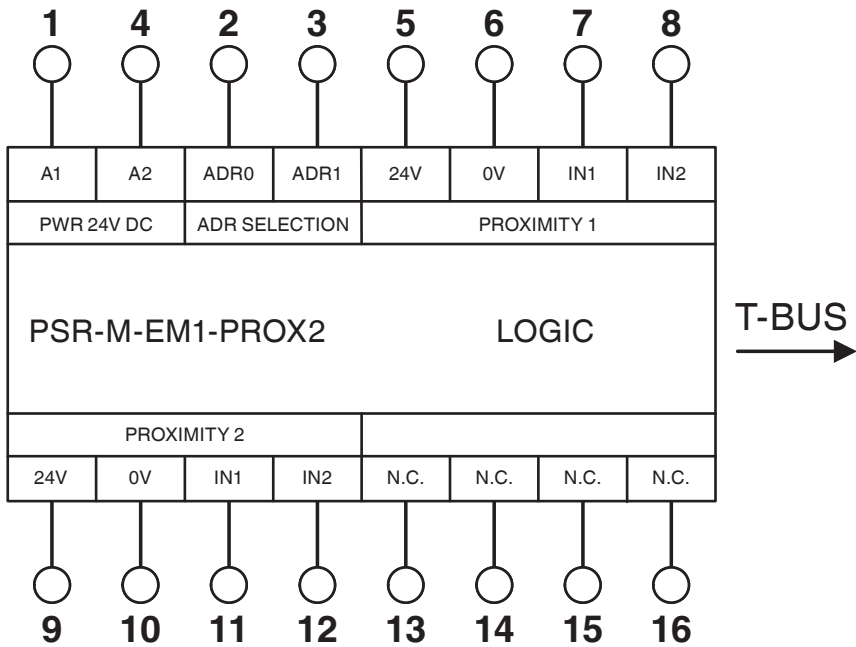 1 4 2 3 5 6 7 8
A1 A2 ADR0 ADR1 24V 0V IN1 IN2
PWR 24V DC ADR SELECTION PROXIMITY 1
PSR-M-EM1-PROX2 LOGIC T-BUS
PROXIMITY 2
24V 0V IN1 IN2 N.C. N.C. N.C. N.C.
9 10 11 12 13 14 15 16